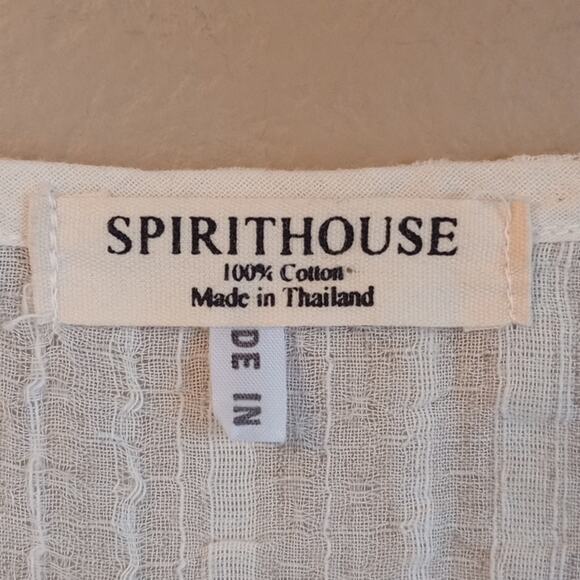 SPIRITHOUSE
100% Cotton
Made in Thailand
DE IN